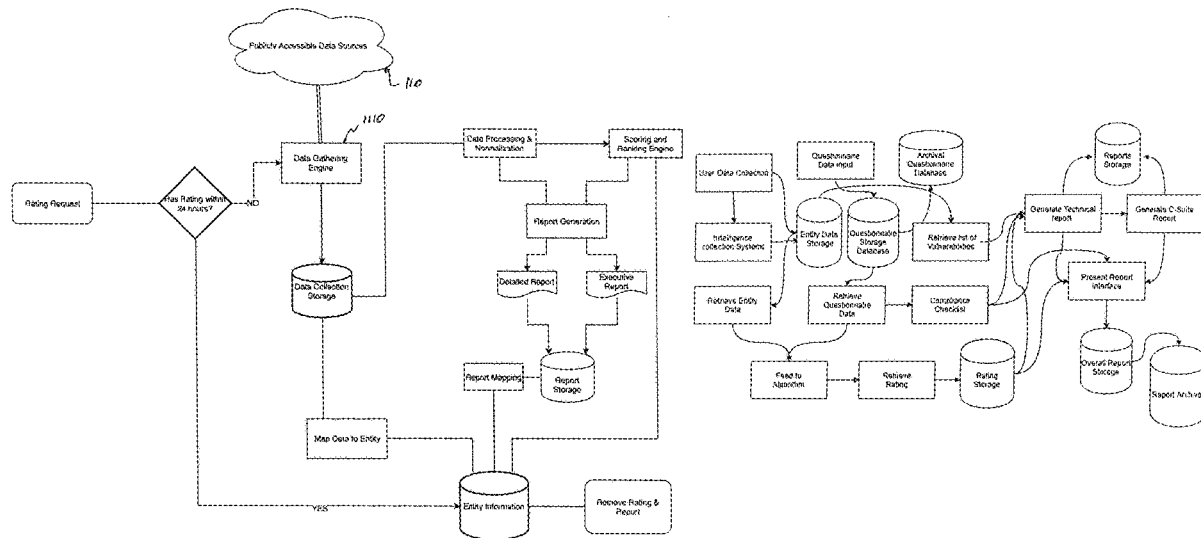 Publicly Accessible Data Sources
110
1110
Data Gathering
Engine
Rating Request
Has Rating within
24 hours?
NO
Data Collection
Storage
Map Data to Entity
YES
Data Processing &
Normalization
Scoring and
Ranking Engine
Report Generation
Detailed Report
Executive
Report
Report Mapping
Report
Storage
Entity Information
Retrieve Rating &
Report
User Data Collection
Questionnaire
Data Input
Archival
Questionnaire
Database
Intelligence
collection Systems
Entity Data
Storage
Questionnaire
Storage
Database
Retrieve list of
Vulnerabilities
Retrieve Entity
Data
Retrieve
Questionnaire
Data
Compliance
Checklist
Feed to
Algorithm
Retrieve
Rating
Rating
Storage
Reports
Storage
Generate Technical
report
Generate C-Suite
Report
Present Report
Interface
Overall Report
Storage
Report Archive